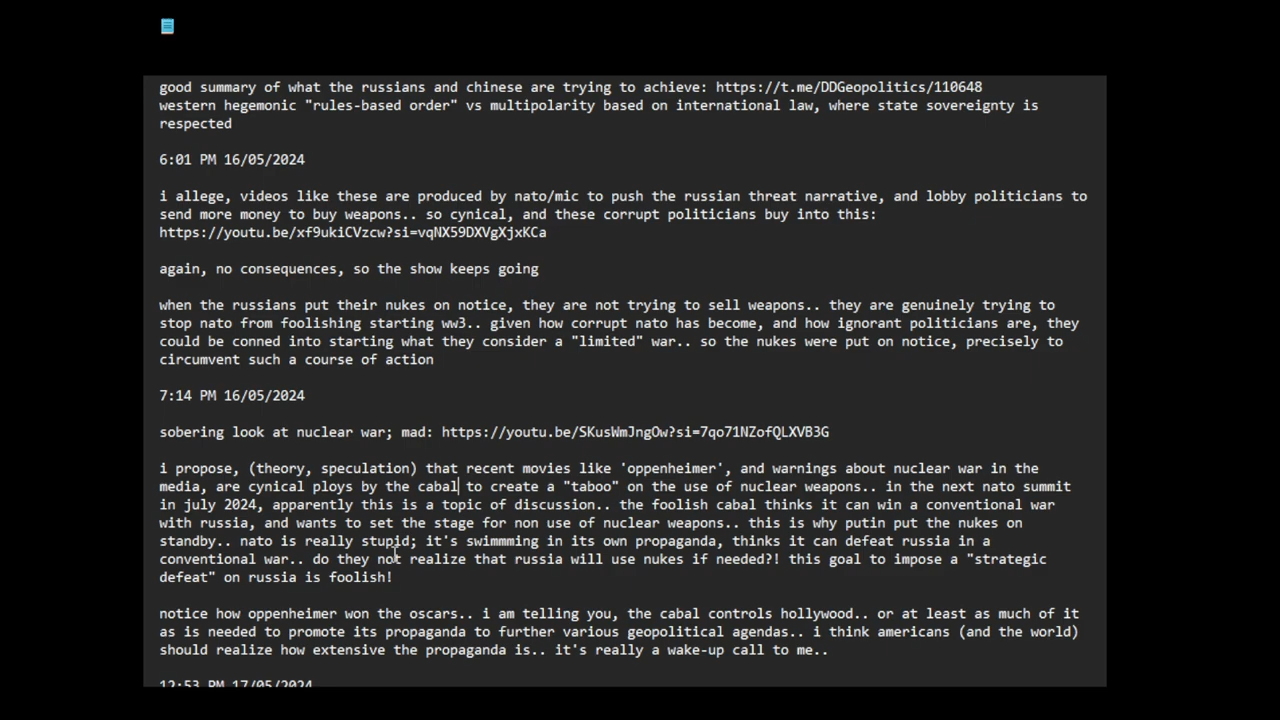 good summary of what the russians and chinese are trying to achieve: https://t.me/DDGeopolitics/110648
western hegemonic "rules-based order" vs multipolarity based on international law, where state sovereignty is
respected
6:01 PM 16/05/2024
i allege, videos like these are produced by nato/mic to push the russian threat narrative, and lobby politicians to
send more money to buy weapons.. so cynical, and these corrupt politicians buy into this:
https://youtu.be/xf9ukiCVzcw?si=vqNX59DXVgXjxKCa
again, no consequences, so the show keeps going
when the russians put their nukes on notice, they are not trying to sell weapons.. they are genuinely trying to
stop nato from foolishing starting ww3.. given how corrupt nato has become, and how ignorant politicians are, they
could be conned into starting what they consider a "limited" war.. so the nukes were put on notice, precisely to
circumvent such a course of action
7:14 PM 16/05/2024
sobering look at nuclear war; mad: https://youtu.be/SKusWmJngOw?si=7qo71NZofQLXVB3G
i propose, (theory, speculation) that recent movies like 'oppenheimer', and warnings about nuclear war in the
media, are cynical ploys by the cabal to create a "taboo" on the use of nuclear weapons.. in the next nato summit
in july 2024, apparently this is a topic of discussion.. the foolish cabal thinks it can win a conventional war
with russia, and wants to set the stage for non use of nuclear weapons.. this is why putin put the nukes on
standby.. nato is really stupid; it's swimmming in its own propaganda, thinks it can defeat russia in a
conventional war.. do they not realize that russia will use nukes if needed?! this goal to impose a "strategic
defeat" on russia is foolish!
notice how oppenheimer won the oscars.. i am telling you, the cabal controls hollywood.. or at least as much of it
as is needed to promote its propaganda to further various geopolitical agendas.. i think americans (and the world)
should realize how extensive the propaganda is.. it's really a wake-up call to me..
12:53 PM 17/05/2024